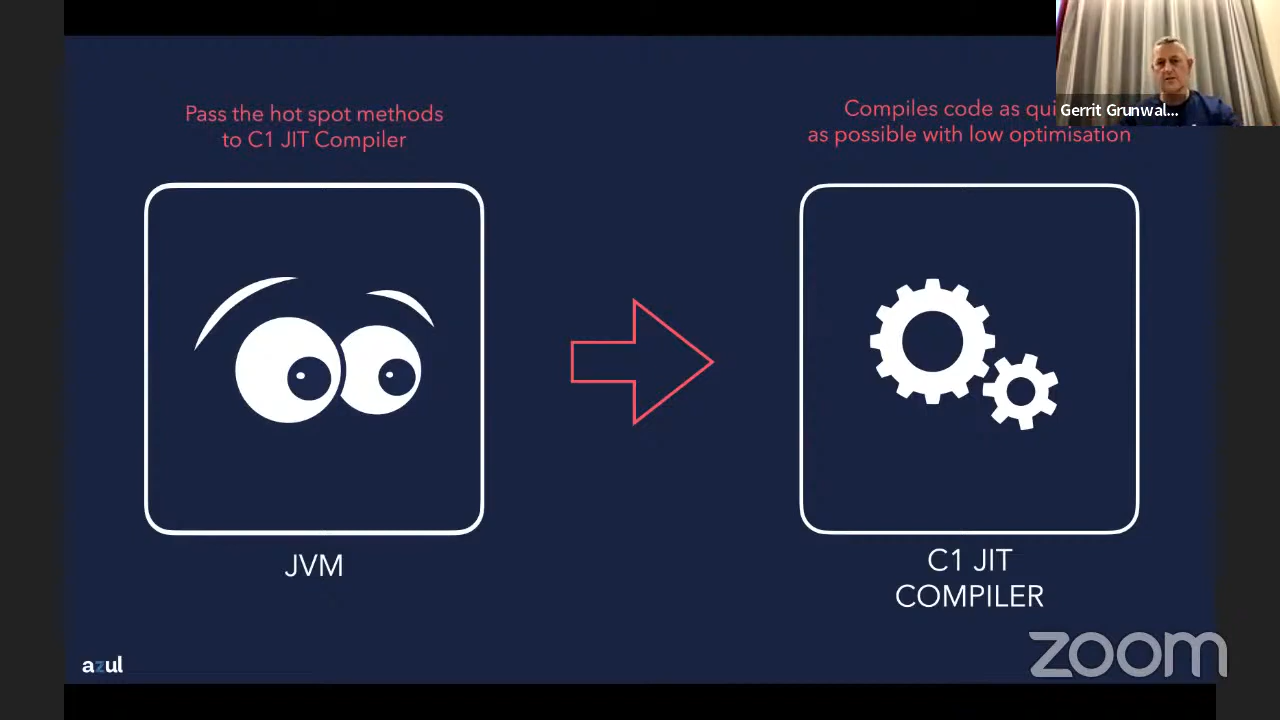 Pass the hot spot methods
to C1 JIT Compiler
Compiles code as qui
as possible with low optimisation
Gerrit Grunwal...
JVM
C1 JIT
COMPILER
azul
zoom